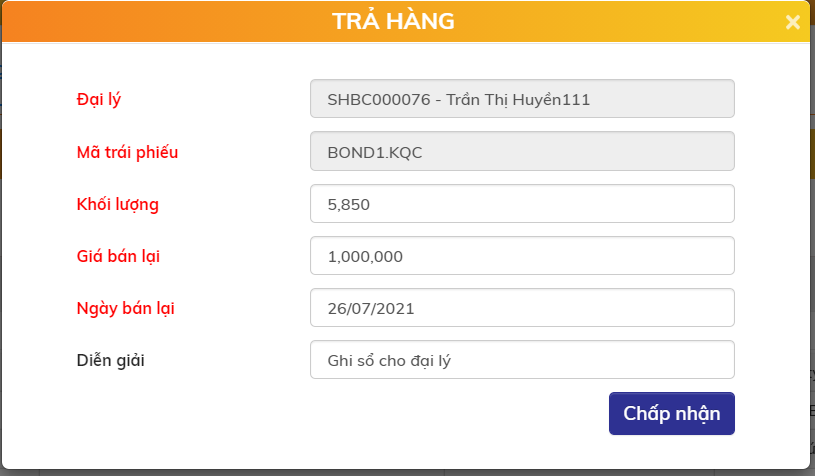 TRẢ HÀNG ×
Đại lý SHBC000076 - Trần Thị Huyền111
Mã trái phiếu BOND1.KQC
Khối lượng 5,850
Giá bán lại 1,000,000
Ngày bán lại 26/07/2021
Diễn giải Ghi sổ cho đại lý
Chấp nhận